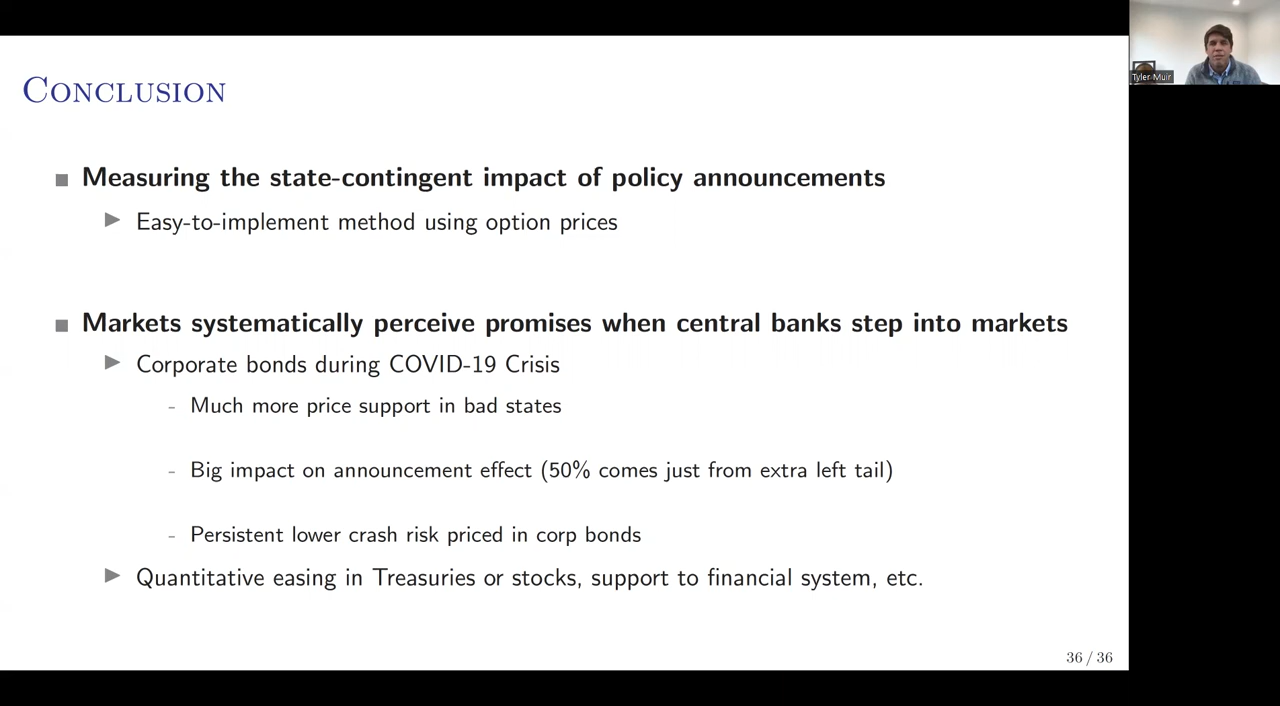 Conclusion
Measuring the state-contingent impact of policy announcements
Easy-to-implement method using option prices
Markets systematically perceive promises when central banks step into markets
Corporate bonds during COVID-19 Crisis
- Much more price support in bad states
- Big impact on announcement effect (50% comes just from extra left tail)
- Persistent lower crash risk priced in corp bonds
Quantitative easing in Treasuries or stocks, support to financial system, etc.
36 / 36
Tyler Muir